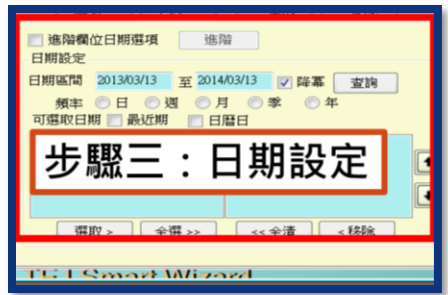 進階欄位日期選項 進階
日期設定
日期區間 2013/03/13 至 2014/03/13 降冪 查詢
頻率 日 週 月 季 年
可選取日期 最近期 日曆日
步驟三：日期設定
選取 > 全選 >> << 全清 < 移除
TEJ Smart Wizard